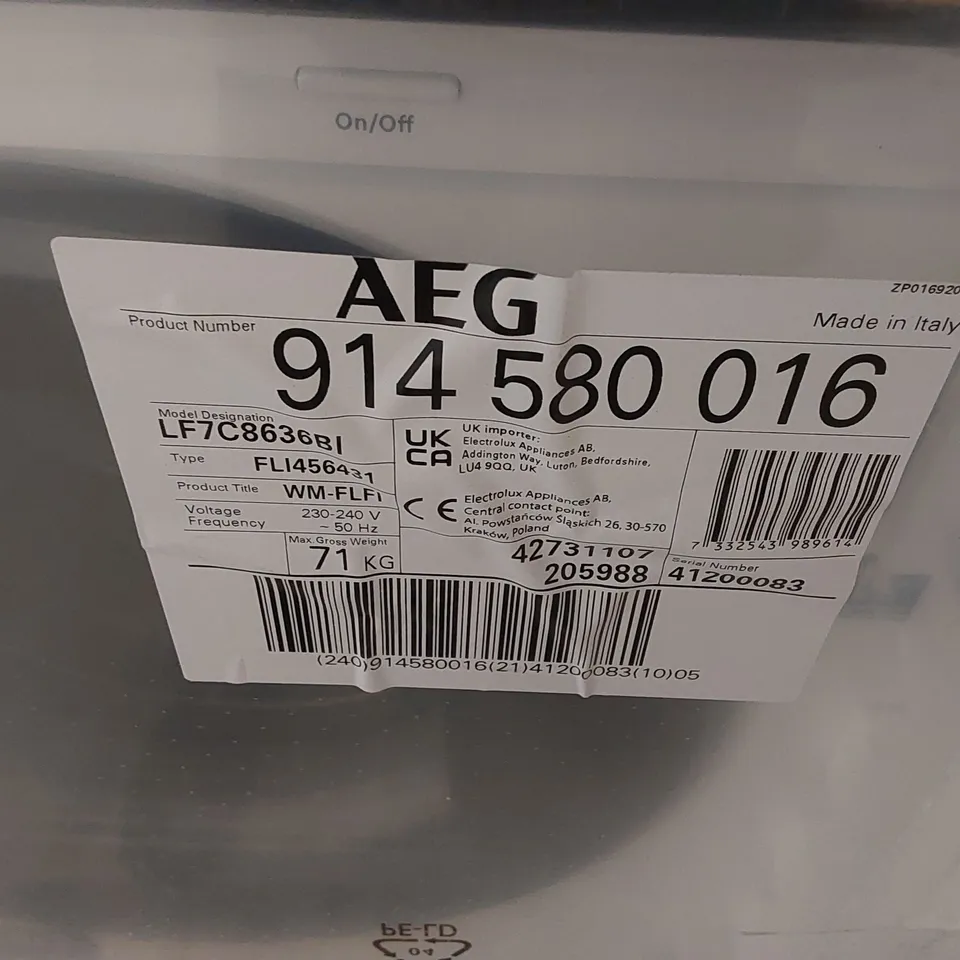 On/Off
AEG
ZP016920
Made in Italy
Product Number
914 580 016
Model Designation
LF7C8636BI
Type FLI456431
Product Title WM-FLFI
Voltage 230-240 V
Frequency ~ 50 Hz
Max Gross Weight
71 KG
UK
CA
UK importer:
Electrolux Appliances AB,
Addington Way, Luton, Bedfordshire,
LU4 9QQ, UK
CE
Electrolux Appliances AB,
Central contact point:
Al. Powstańców Śląskich 26, 30-570
Kraków, Poland
42731107
205988
7 332543 989614
Serial Number
41200083
(240)914580016(21)41200083(10)05
PE-LD
04